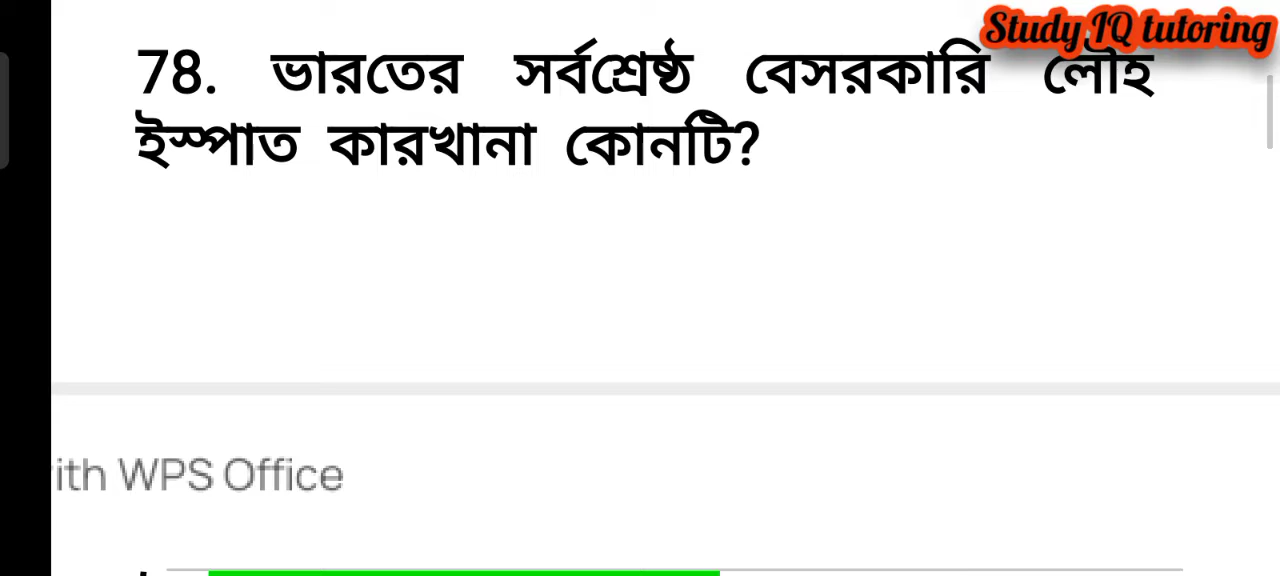 Study IQ tutoring
78. ভারতের সর্বশ্রেষ্ঠ বেসরকারি লৌহ
ইস্পাত কারখানা কোনটি?
ith WPS Office